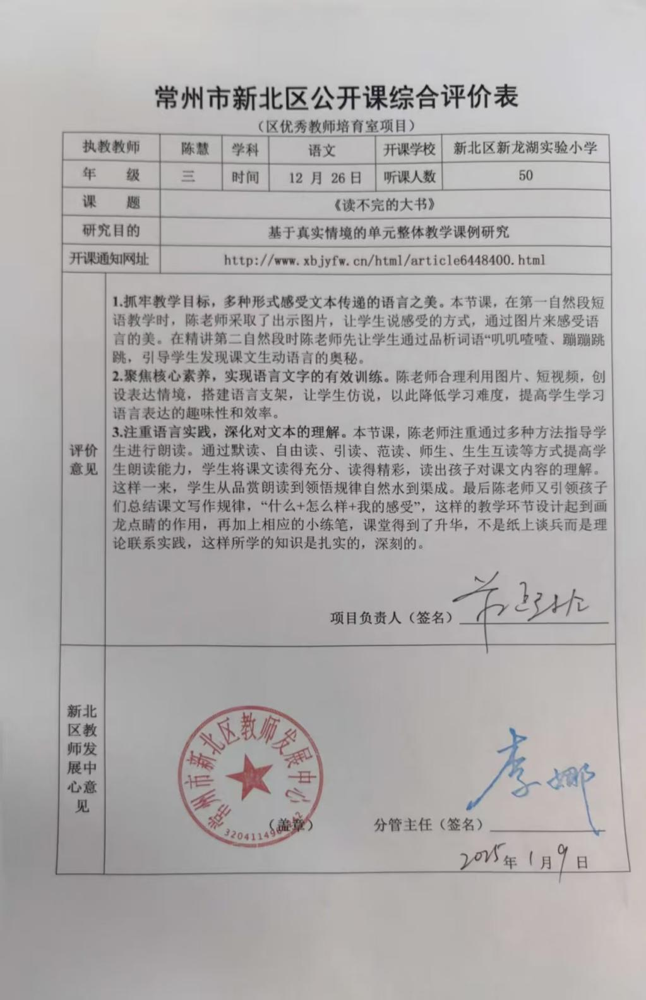 常州市新北区公开课综合评价表
（区优秀教师培育室项目）
执教教师 陈慧 学科 语文 开课学校 新北区新龙湖实验小学
年 级 三 时间 12 月 26 日 听课人数 50
课 题 《读不完的大书》
研究目的 基于真实情境的单元整体教学课例研究
开课通知网址 http://www.xbjyfw.cn/html/article6448400.html
评价
意见
1.抓牢教学目标，多种形式感受文本传递的语言之美。本节课，在第一自然段短
语教学时，陈老师采取了出示图片，让学生说感受的方式，通过图片来感受语
言的美。在精讲第二自然段时陈老师先让学生通过品析词语“叽叽喳喳、蹦蹦跳
跳，引导学生发现课文生动语言的奥秘。
2.聚焦核心素养，实现语言文字的有效训练。陈老师合理利用图片、短视频，创
设表达情境，搭建语言支架，让学生仿说，以此降低学习难度，提高学生学习
语言表达的趣味性和效率。
3.注重语言实践，深化对文本的理解。本节课，陈老师注重通过多种方法指导学
生进行朗读。通过默读、自由读、引读、范读、师生、生生互读等方式提高学
生朗读能力，学生将课文读得充分、读得精彩，读出孩子对课文内容的理解。
这样一来，学生从品赏朗读到领悟规律自然水到渠成。最后陈老师又引领孩子
们总结课文写作规律，“什么+怎么样+我的感受”，这样的教学环节设计起到画
龙点睛的作用，再加上相应的小练笔，课堂得到了升华，不是纸上谈兵而是理
论联系实践，这样所学的知识是扎实的，深刻的。
项目负责人（签名）
新北
区教
师发
展中
心意
见
常州市新北区教师发展中心
（盖章）
分管主任（签名） 李娜
2025年 1月9日